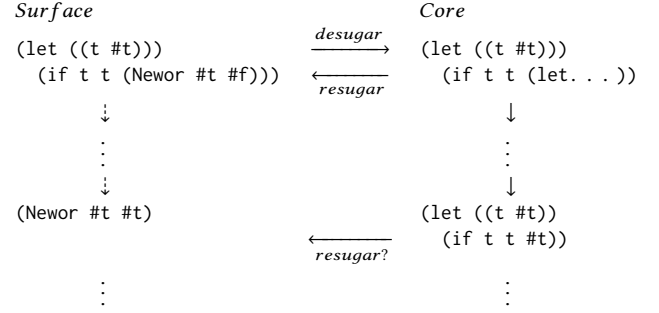 Surface Core
(let ((t #t))) desugar (let ((t #t)))
(if t t (Newor #t #f))) resugar (if t t (let. . . ))
(Newor #t #t) (let ((t #t))
resugar? (if t t #t))